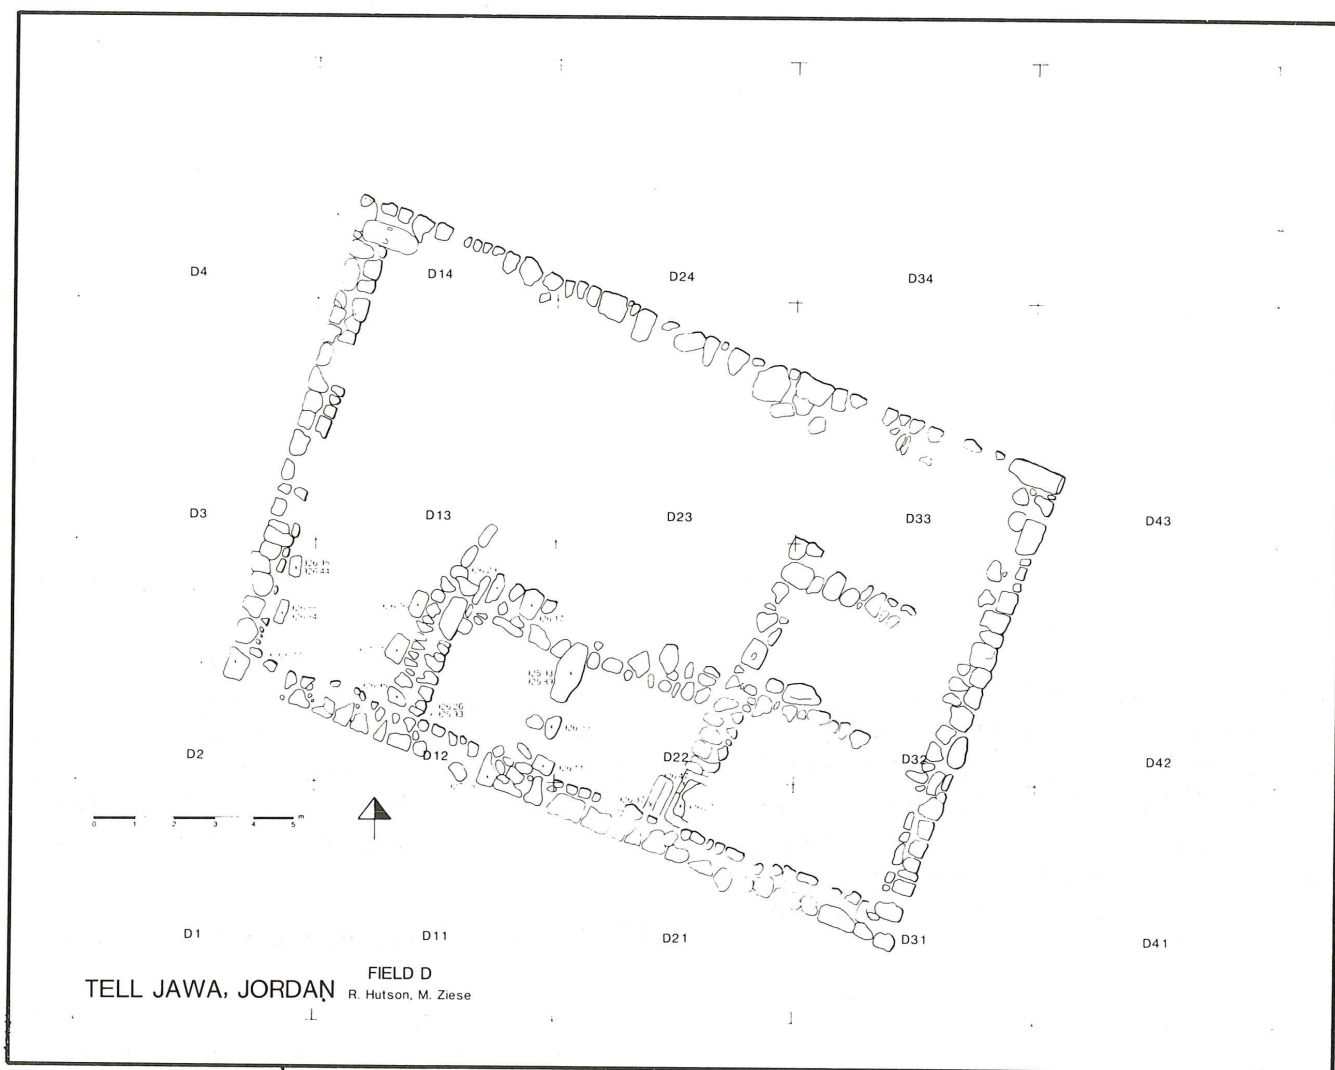 D4
D14
D24
D34
D3
D13
D23
D33
D43
D2
D12
D22
D32
D42
0 1 2 3 4 5 m
D1
D11
D21
D31
D41
TELL JAWA, JORDAN
FIELD D
R. Hutson, M. Ziese